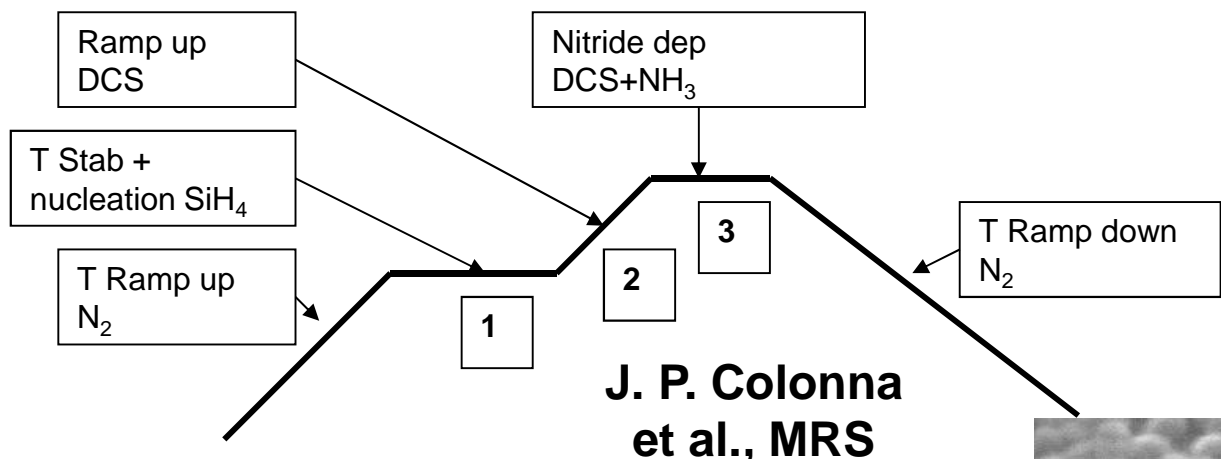 Ramp up
DCS
Nitride dep
DCS+NH₃
T Stab +
nucleation SiH₄
T Ramp up
N₂
1
2
3
T Ramp down
N₂
J. P. Colonna
et al., MRS